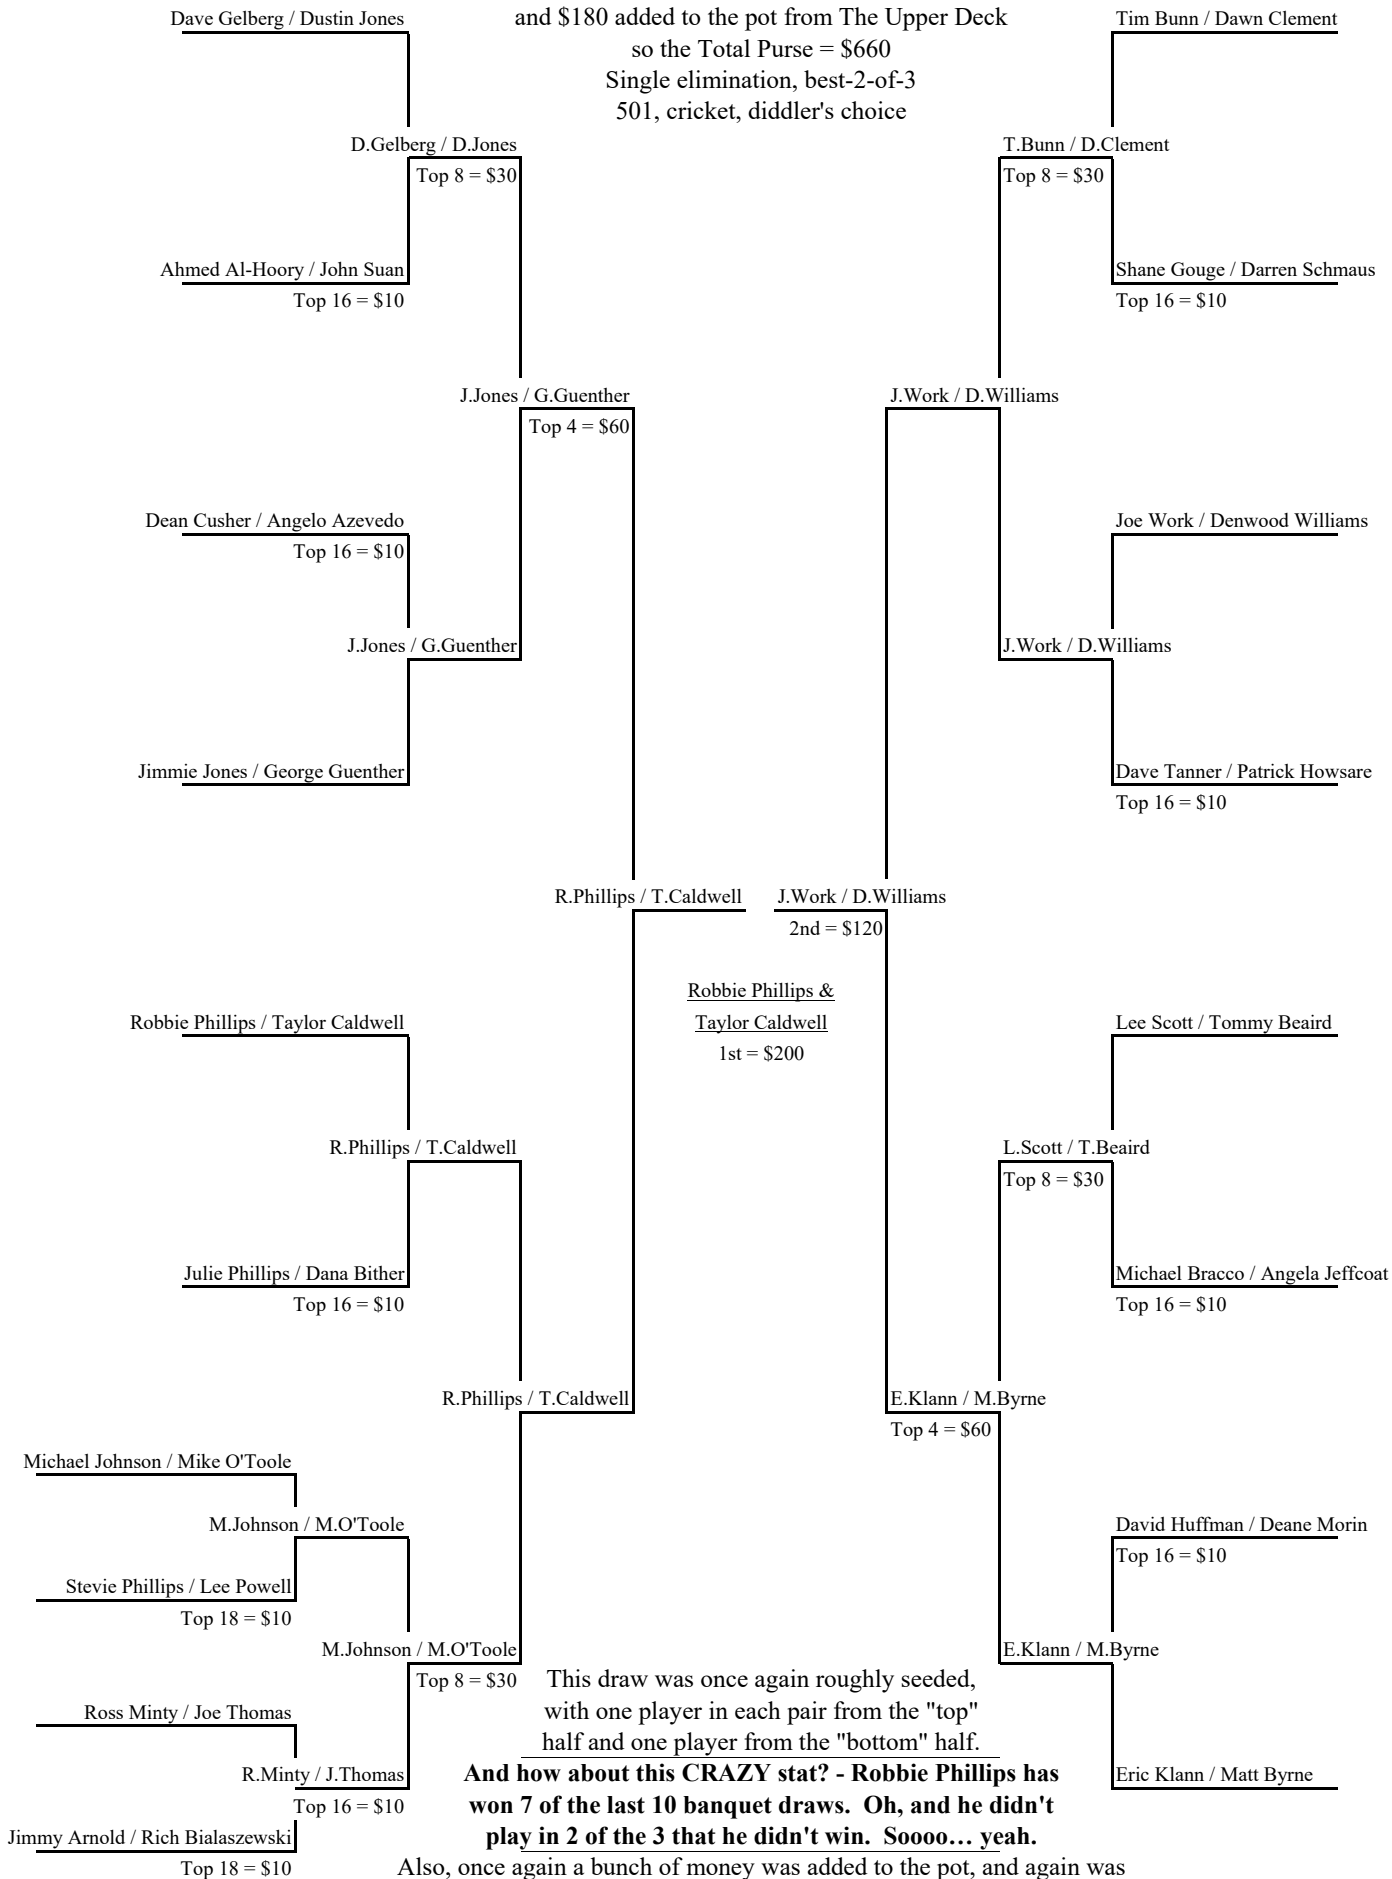 Dave Gelberg / Dustin Jones
and $180 added to the pot from The Upper Deck
Tim Bunn / Dawn Clement
so the Total Purse = $660
Single elimination, best-2-of-3
501, cricket, diddler's choice
D.Gelberg / D.Jones
T.Bunn / D.Clement
Top 8 = $30
Top 8 = $30
Ahmed Al-Hoory / John Suan
Shane Gouge / Darren Schmaus
Top 16 = $10
Top 16 = $10
J.Jones / G.Guenther
J.Work / D.Williams
Top 4 = $60
Dean Cusher / Angelo Azevedo
Joe Work / Denwood Williams
Top 16 = $10
J.Jones / G.Guenther
J.Work / D.Williams
Jimmie Jones / George Guenther
Dave Tanner / Patrick Howsare
Top 16 = $10
R.Phillips / T.Caldwell
J.Work / D.Williams
2nd = $120
Robbie Phillips &
Taylor Caldwell
1st = $200
Robbie Phillips / Taylor Caldwell
Lee Scott / Tommy Beaird
R.Phillips / T.Caldwell
L.Scott / T.Beaird
Top 8 = $30
Julie Phillips / Dana Bither
Michael Bracco / Angela Jeffcoat
Top 16 = $10
Top 16 = $10
R.Phillips / T.Caldwell
E.Klann / M.Byrne
Top 4 = $60
Michael Johnson / Mike O'Toole
M.Johnson / M.O'Toole
David Huffman / Deane Morin
Top 16 = $10
Stevie Phillips / Lee Powell
Top 18 = $10
M.Johnson / M.O'Toole
E.Klann / M.Byrne
Top 8 = $30
This draw was once again roughly seeded,
with one player in each pair from the "top"
half and one player from the "bottom" half.
Ross Minty / Joe Thomas
R.Minty / J.Thomas
And how about this CRAZY stat? - Robbie Phillips has
Eric Klann / Matt Byrne
Top 16 = $10
won 7 of the last 10 banquet draws.  Oh, and he didn't
Jimmy Arnold / Rich Bialaszewski
play in 2 of the 3 that he didn't win.  Soooo… yeah.
Top 18 = $10
Also, once again a bunch of money was added to the pot, and again was